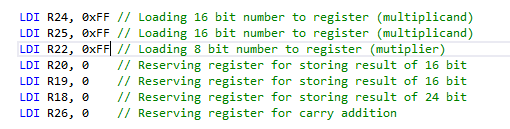 LDI R24, 0xFF // Loading 16 bit number to register (multiplicand)
LDI R25, 0xFF // Loading 16 bit number to register (multiplicand)
LDI R22, 0xFF // Loading 8 bit number to register (mutiplier)
LDI R20, 0 // Reserving register for storing result of 16 bit
LDI R19, 0 // Reserving register for storing result of 16 bit
LDI R18, 0 // Reserving register for storing result of 24 bit
LDI R26, 0 // Reserving register for carry addition